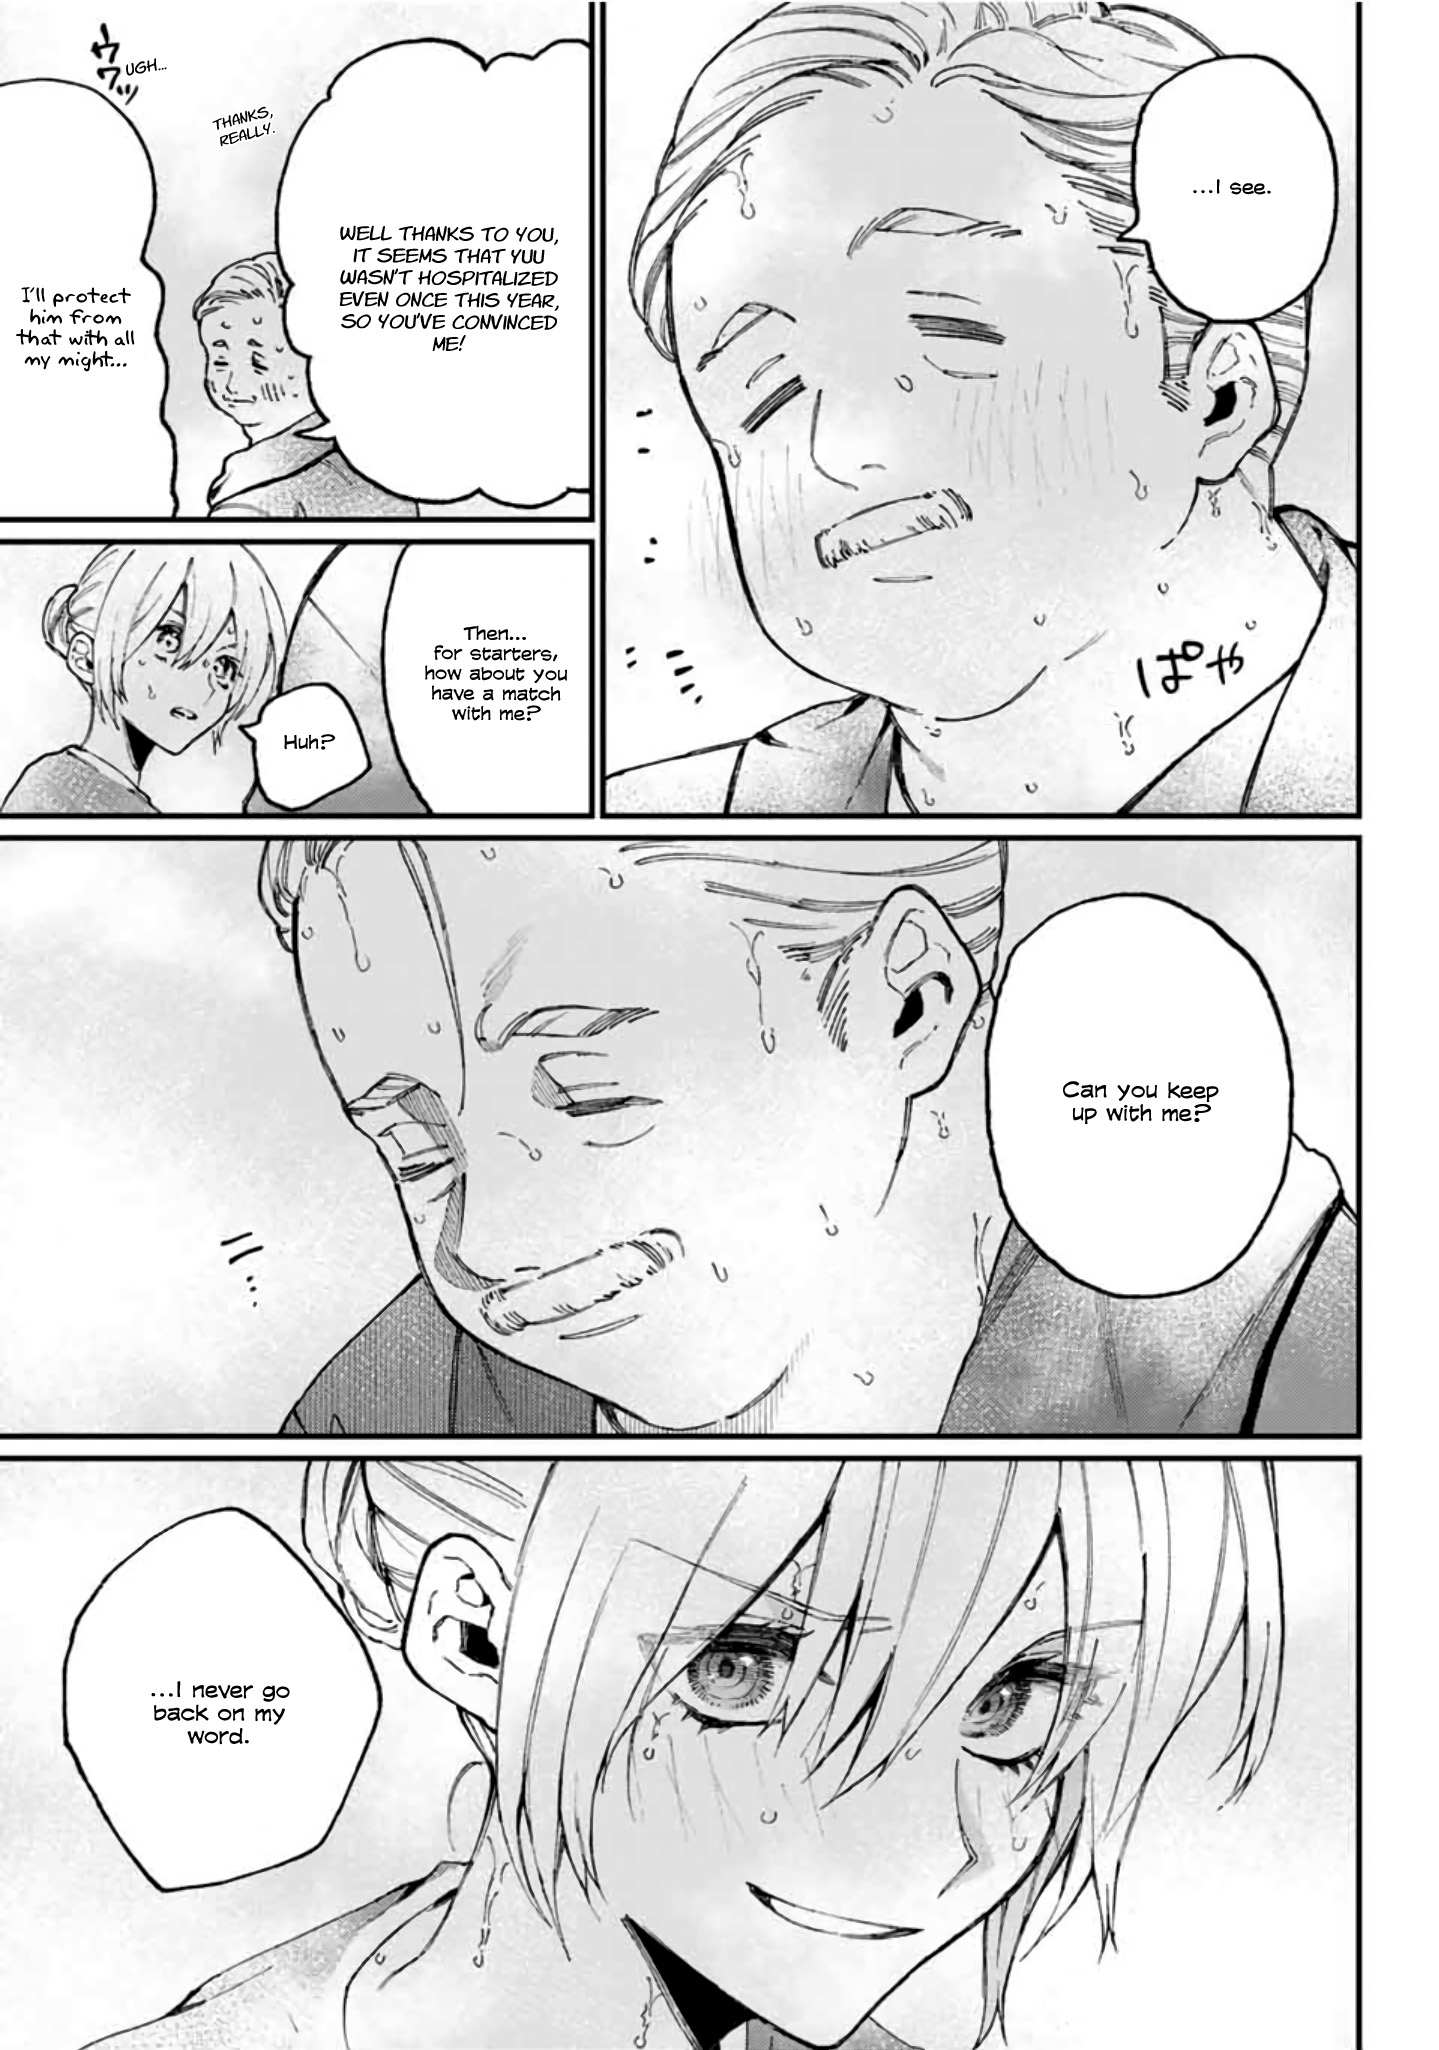 ...I see.
ぱや
WELL THANKS TO YOU,
IT SEEMS THAT YUU
WASN'T HOSPITALIZED
EVEN ONCE THIS YEAR,
SO YOU'VE CONVINCED
ME!
THANKS,
REALLY.
ウウッ
UGH...
I'll protect
him from
that with all
my might...
Then...
for starters,
how about you
have a match
with me?
Huh?
Can you keep
up with me?
...I never go
back on my
word.